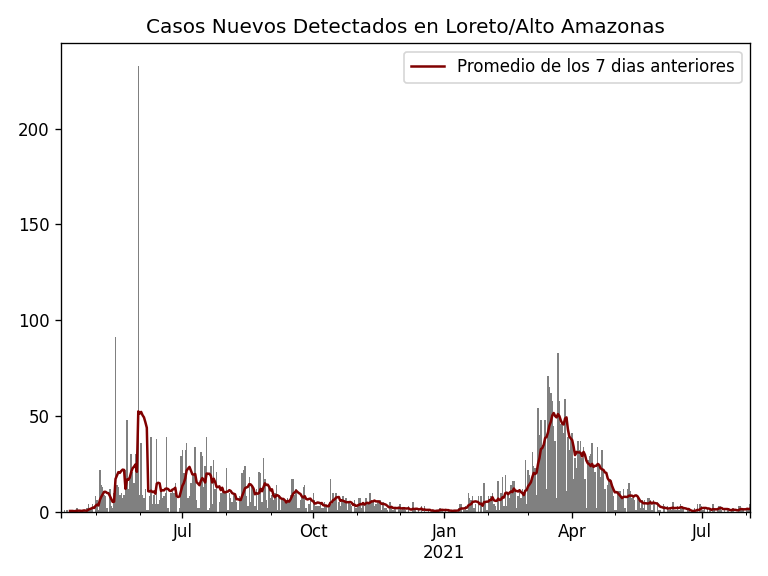 Casos Nuevos Detectados en Loreto/Alto Amazonas
Promedio de los 7 dias anteriores
200
150
100
50
0
Jul
Oct
Jan
2021
Apr
Jul